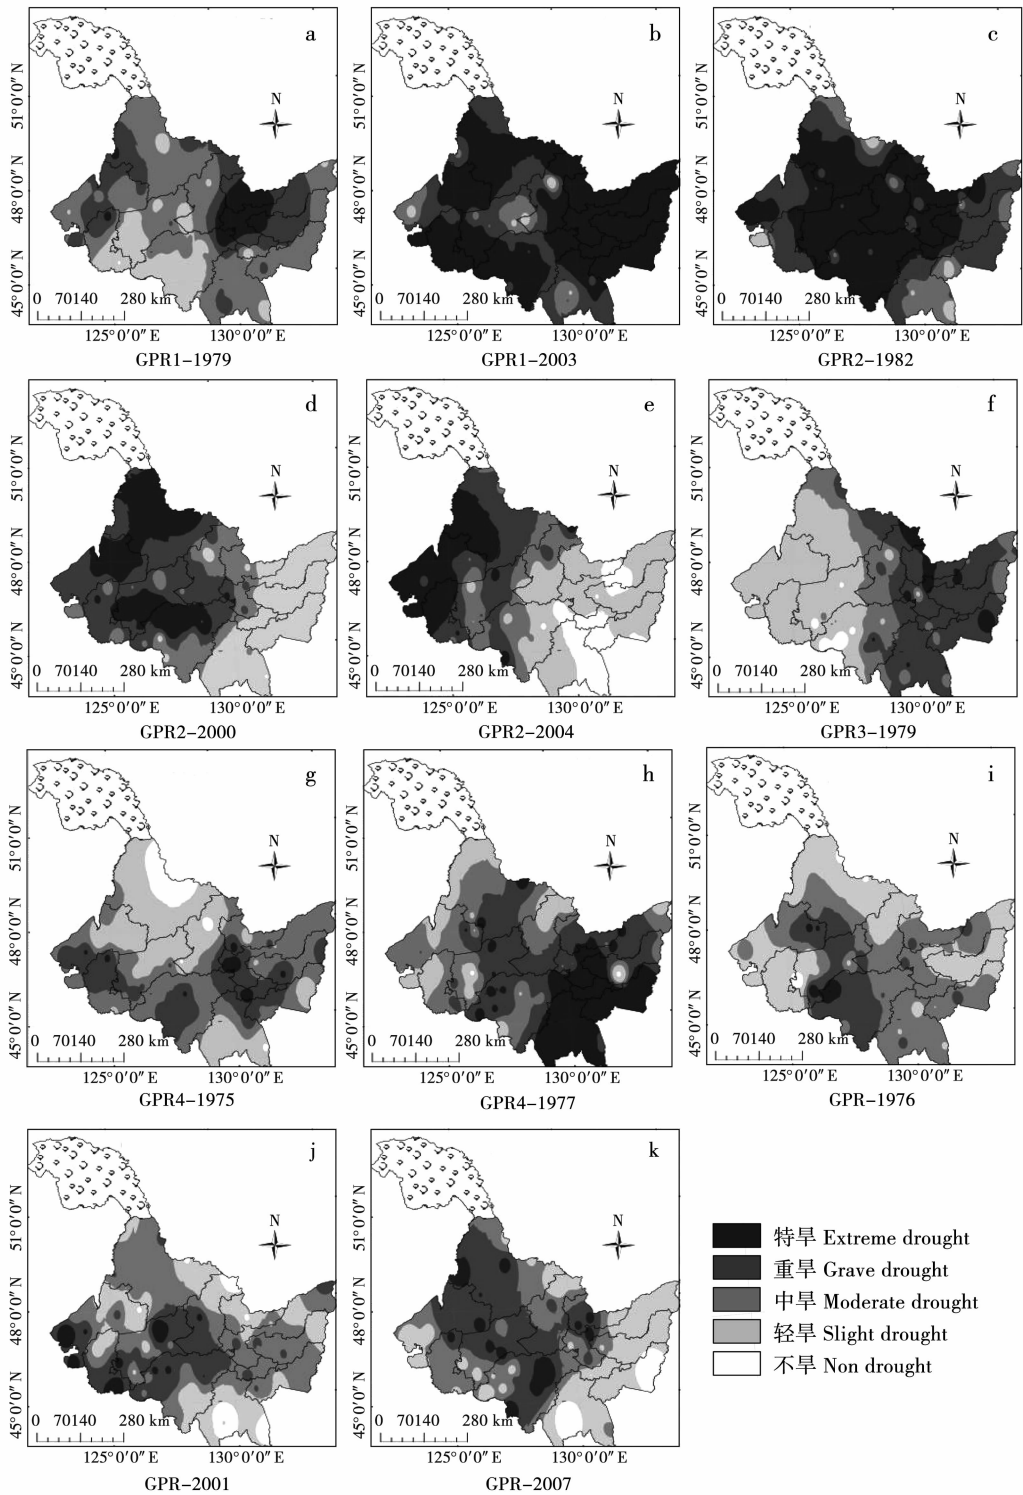 a
51°0′0″N
48°0′0″N
45°0′0″N
N
0 70140 280 km
125°0′0″E 130°0′0″E
GPR1-1979
b
51°0′0″N
48°0′0″N
45°0′0″N
N
0 70140 280 km
125°0′0″E 130°0′0″E
GPR1-2003
c
51°0′0″N
48°0′0″N
45°0′0″N
N
0 70140 280 km
125°0′0″E 130°0′0″E
GPR2-1982
d
51°0′0″N
48°0′0″N
45°0′0″N
N
0 70140 280 km
125°0′0″E 130°0′0″E
GPR2-2000
e
51°0′0″N
48°0′0″N
45°0′0″N
N
0 70140 280 km
125°0′0″E 130°0′0″E
GPR2-2004
f
51°0′0″N
48°0′0″N
45°0′0″N
N
0 70140 280 km
125°0′0″E 130°0′0″E
GPR3-1979
g
51°0′0″N
48°0′0″N
45°0′0″N
N
0 70140 280 km
125°0′0″E 130°0′0″E
GPR4-1975
h
51°0′0″N
48°0′0″N
45°0′0″N
N
0 70140 280 km
125°0′0″E 130°0′0″E
GPR4-1977
i
51°0′0″N
48°0′0″N
45°0′0″N
N
0 70140 280 km
125°0′0″E 130°0′0″E
GPR-1976
j
51°0′0″N
48°0′0″N
45°0′0″N
N
0 70140 280 km
125°0′0″E 130°0′0″E
GPR-2001
k
51°0′0″N
48°0′0″N
45°0′0″N
N
0 70140 280 km
125°0′0″E 130°0′0″E
GPR-2007
特旱 Extreme drought
重旱 Grave drought
中旱 Moderate drought
轻旱 Slight drought
不旱 Non drought